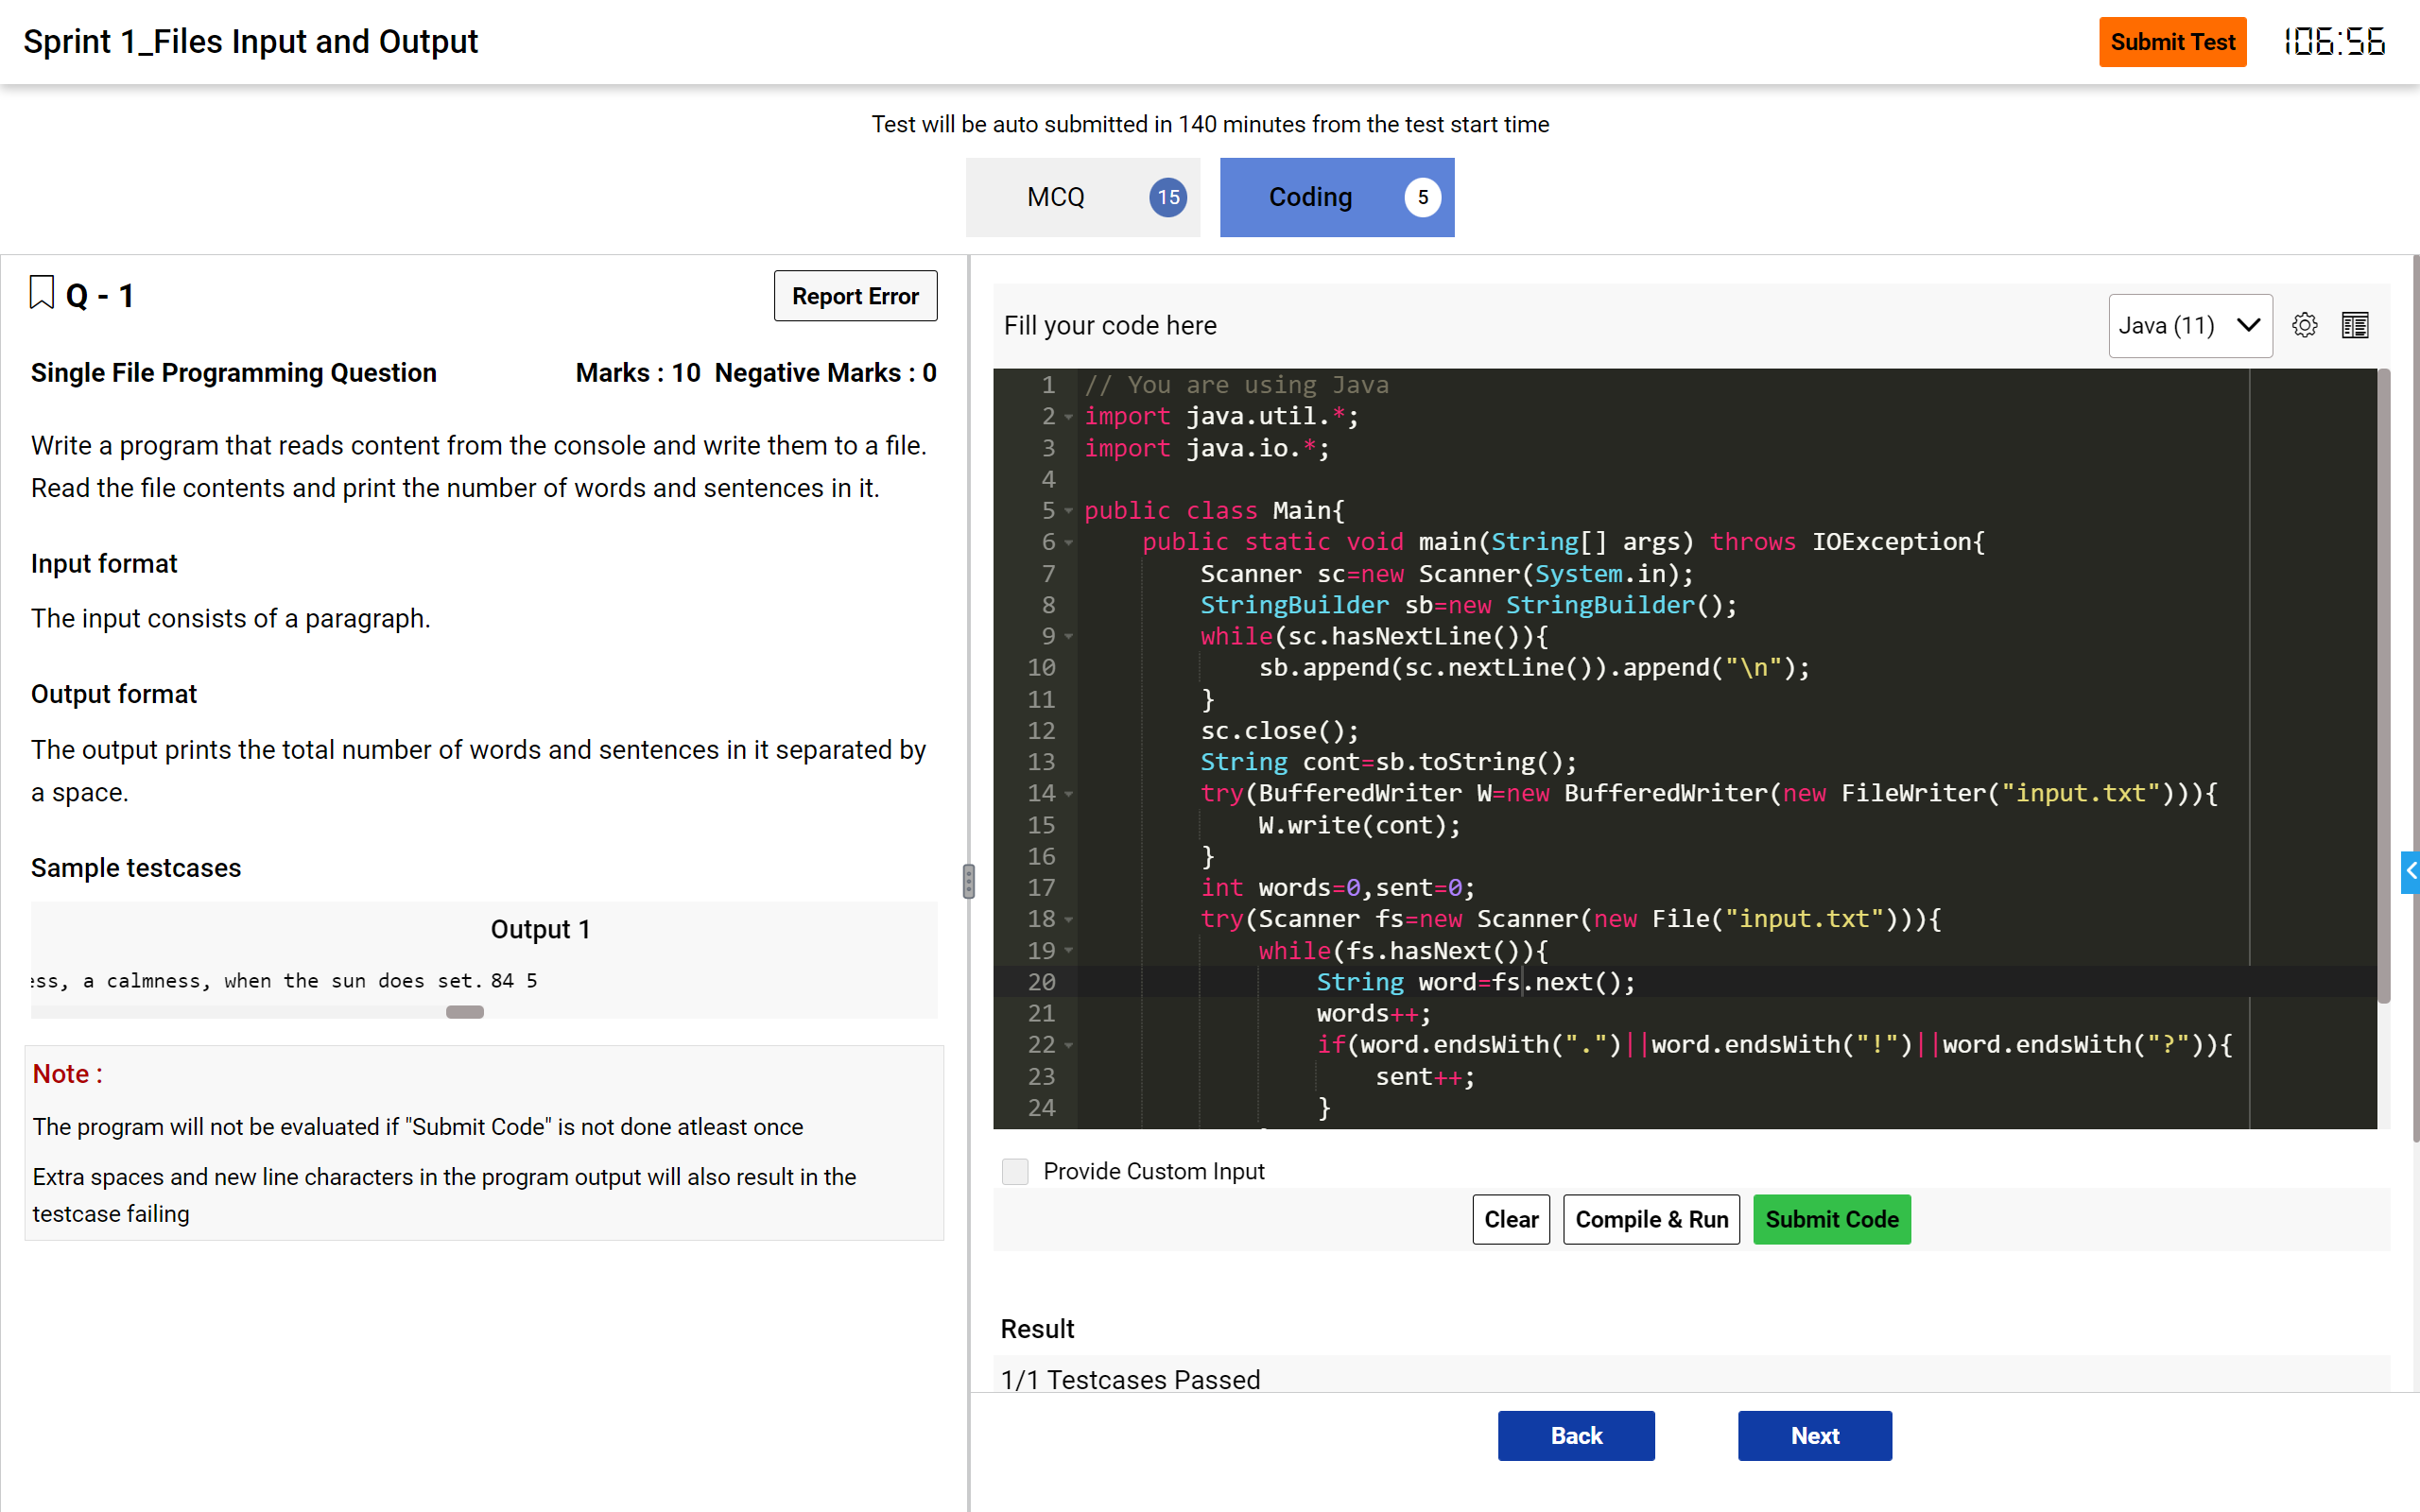 Sprint 1_Files Input and Output
Submit Test
106:56
Test will be auto submitted in 140 minutes from the test start time
MCQ 15
Coding 5
Q - 1
Report Error
Single File Programming Question
Marks : 10 Negative Marks : 0
Write a program that reads content from the console and write them to a file.
Read the file contents and print the number of words and sentences in it.
Input format
The input consists of a paragraph.
Output format
The output prints the total number of words and sentences in it separated by
a space.
Sample testcases
Output 1
ess, a calmness, when the sun does set. 84 5
Note :
The program will not be evaluated if "Submit Code" is not done atleast once
Extra spaces and new line characters in the program output will also result in the
testcase failing
Fill your code here
Java (11)
1 // You are using Java
2 import java.util.*;
3 import java.io.*;
4
5 public class Main{
6     public static void main(String[] args) throws IOException{
7         Scanner sc=new Scanner(System.in);
8         StringBuilder sb=new StringBuilder();
9         while(sc.hasNextLine()){
10             sb.append(sc.nextLine()).append("\n");
11         }
12         sc.close();
13         String cont=sb.toString();
14         try(BufferedWriter W=new BufferedWriter(new FileWriter("input.txt"))){
15             W.write(cont);
16         }
17         int words=0,sent=0;
18         try(Scanner fs=new Scanner(new File("input.txt"))){
19             while(fs.hasNext()){
20                 String word=fs.next();
21                 words++;
22                 if(word.endsWith(".")||word.endsWith("!")||word.endsWith("?")){
23                     sent++;
24                 }
Provide Custom Input
Clear
Compile & Run
Submit Code
Result
1/1 Testcases Passed
Back
Next